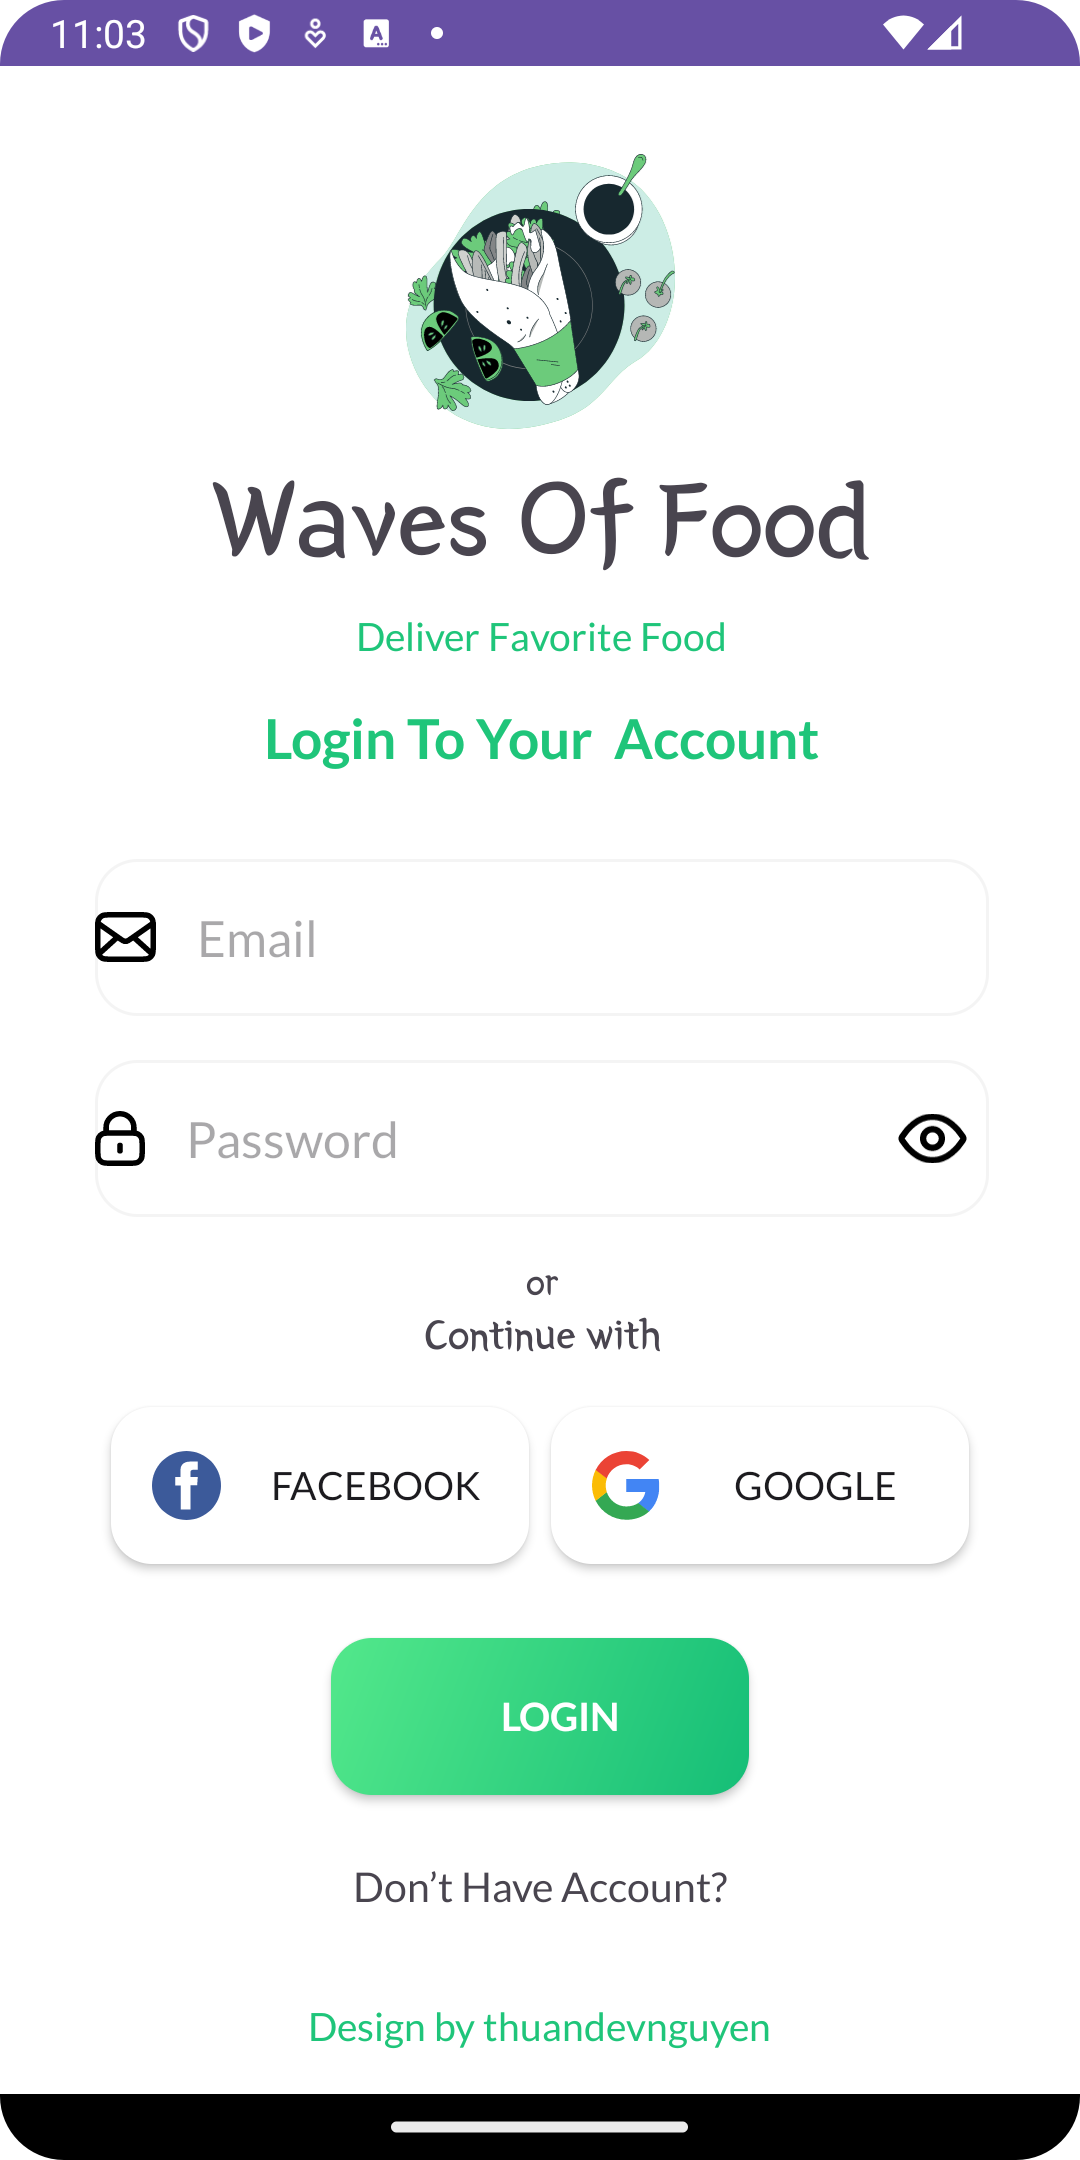 11:03
Waves Of Food
Deliver Favorite Food
Login To Your  Account
Email
Password
or
Continue with
FACEBOOK
GOOGLE
LOGIN
Don’t Have Account?
Design by thuandevnguyen